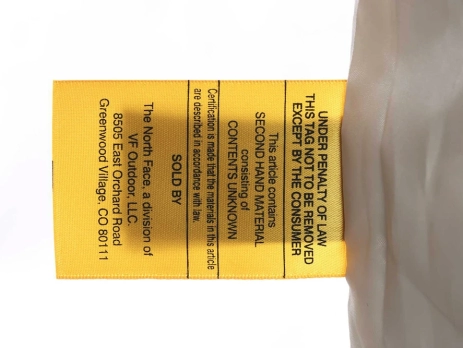 UNDER PENALTY OF LAW
THIS TAG NOT TO BE REMOVED
EXCEPT BY THE CONSUMER
This article contains
SECOND HAND MATERIAL
consisting of
CONTENTS UNKNOWN
Certification is made that the materials in this article
are described in accordance with law.
SOLD BY
The North Face, a division of
VF Outdoor, LLC.
8505 East Orchard Road
Greenwood Village, CO 80111